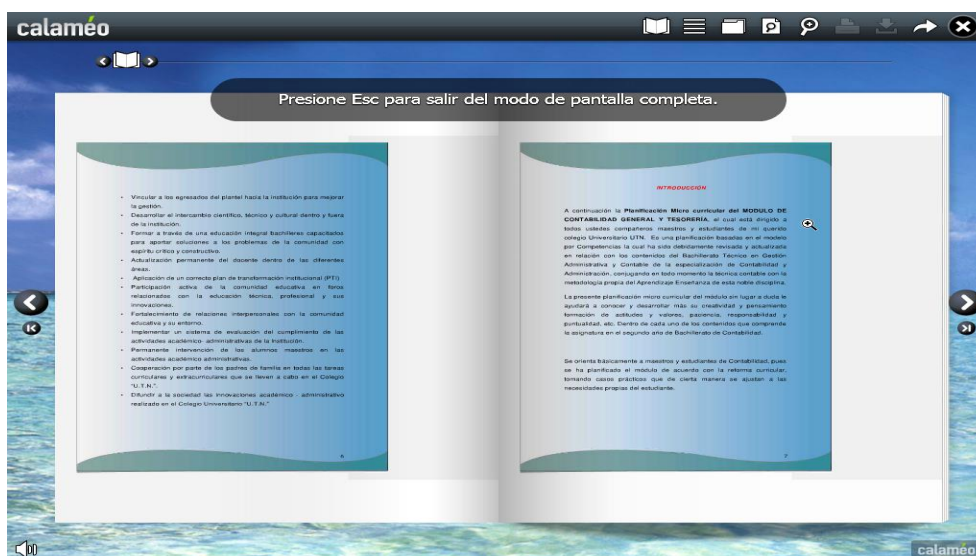 calaméo
Presione Esc para salir del modo de pantalla completa.
• Vincular a los egresados del plantel hacia la institución para mejorar
la gestión.
• Desarrollar el intercambio científico, técnico y cultural dentro y fuera
de la institución.
• Formar a través de una educación integral bachilleres capacitados
para aportar soluciones a los problemas de la comunidad con
espíritu crítico y constructivo.
• Actualización permanente del docente dentro de las diferentes
áreas.
• Aplicación de un correcto plan de transformación institucional (PTI)
• Participación activa de la comunidad educativa en foros
relacionados con la educación técnica, profesional y sus
innovaciones.
• Fortalecimiento de relaciones interpersonales con la comunidad
educativa y su entorno.
• Implementar un sistema de evaluación del cumplimiento de las
actividades académico- administrativas de la Institución.
• Permanente intervención de los alumnos maestros en las
actividades académico administrativas.
• Cooperación por parte de los padres de familia en todas las tareas
curriculares y extracurriculares que se lleven a cabo en el Colegio
"U.T.N.".
• Difundir a la sociedad las innovaciones académico - administrativo
realizado en el Colegio Universitario "U.T.N."
6
INTRODUCCIÓN
A continuación la Planificación Micro curricular del MODULO DE
CONTABILIDAD GENERAL Y TESORERÍA, el cual está dirigido a
todos ustedes compañeros maestros y estudiantes de mi querido
colegio Universitario UTN. Es una planificación basadas en el modelo
por Competencias la cual ha sido debidamente revisada y actualizada
en relación con los contenidos del Bachillerato Técnico en Gestión
Administrativa y Contable de la especialización de Contabilidad y
Administración, conjugando en todo momento la técnica contable con la
metodología propia del Aprendizaje Enseñanza de esta noble disciplina.
La presente planificación micro curricular del módulo sin lugar a duda le
ayudará a conocer y desarrollar más su creatividad y pensamiento
formación de actitudes y valores, paciencia, responsabilidad y
puntualidad, etc. Dentro de cada uno de los contenidos que comprende
la asignatura en el segundo año de Bachillerato de Contabilidad.
Se orienta básicamente a maestros y estudiantes de Contabilidad, pues
se ha planificado el módulo de acuerdo con la reforma curricular,
tomando casos prácticos que de cierta manera se ajustan a las
necesidades propias del estudiante.
7
calaméo